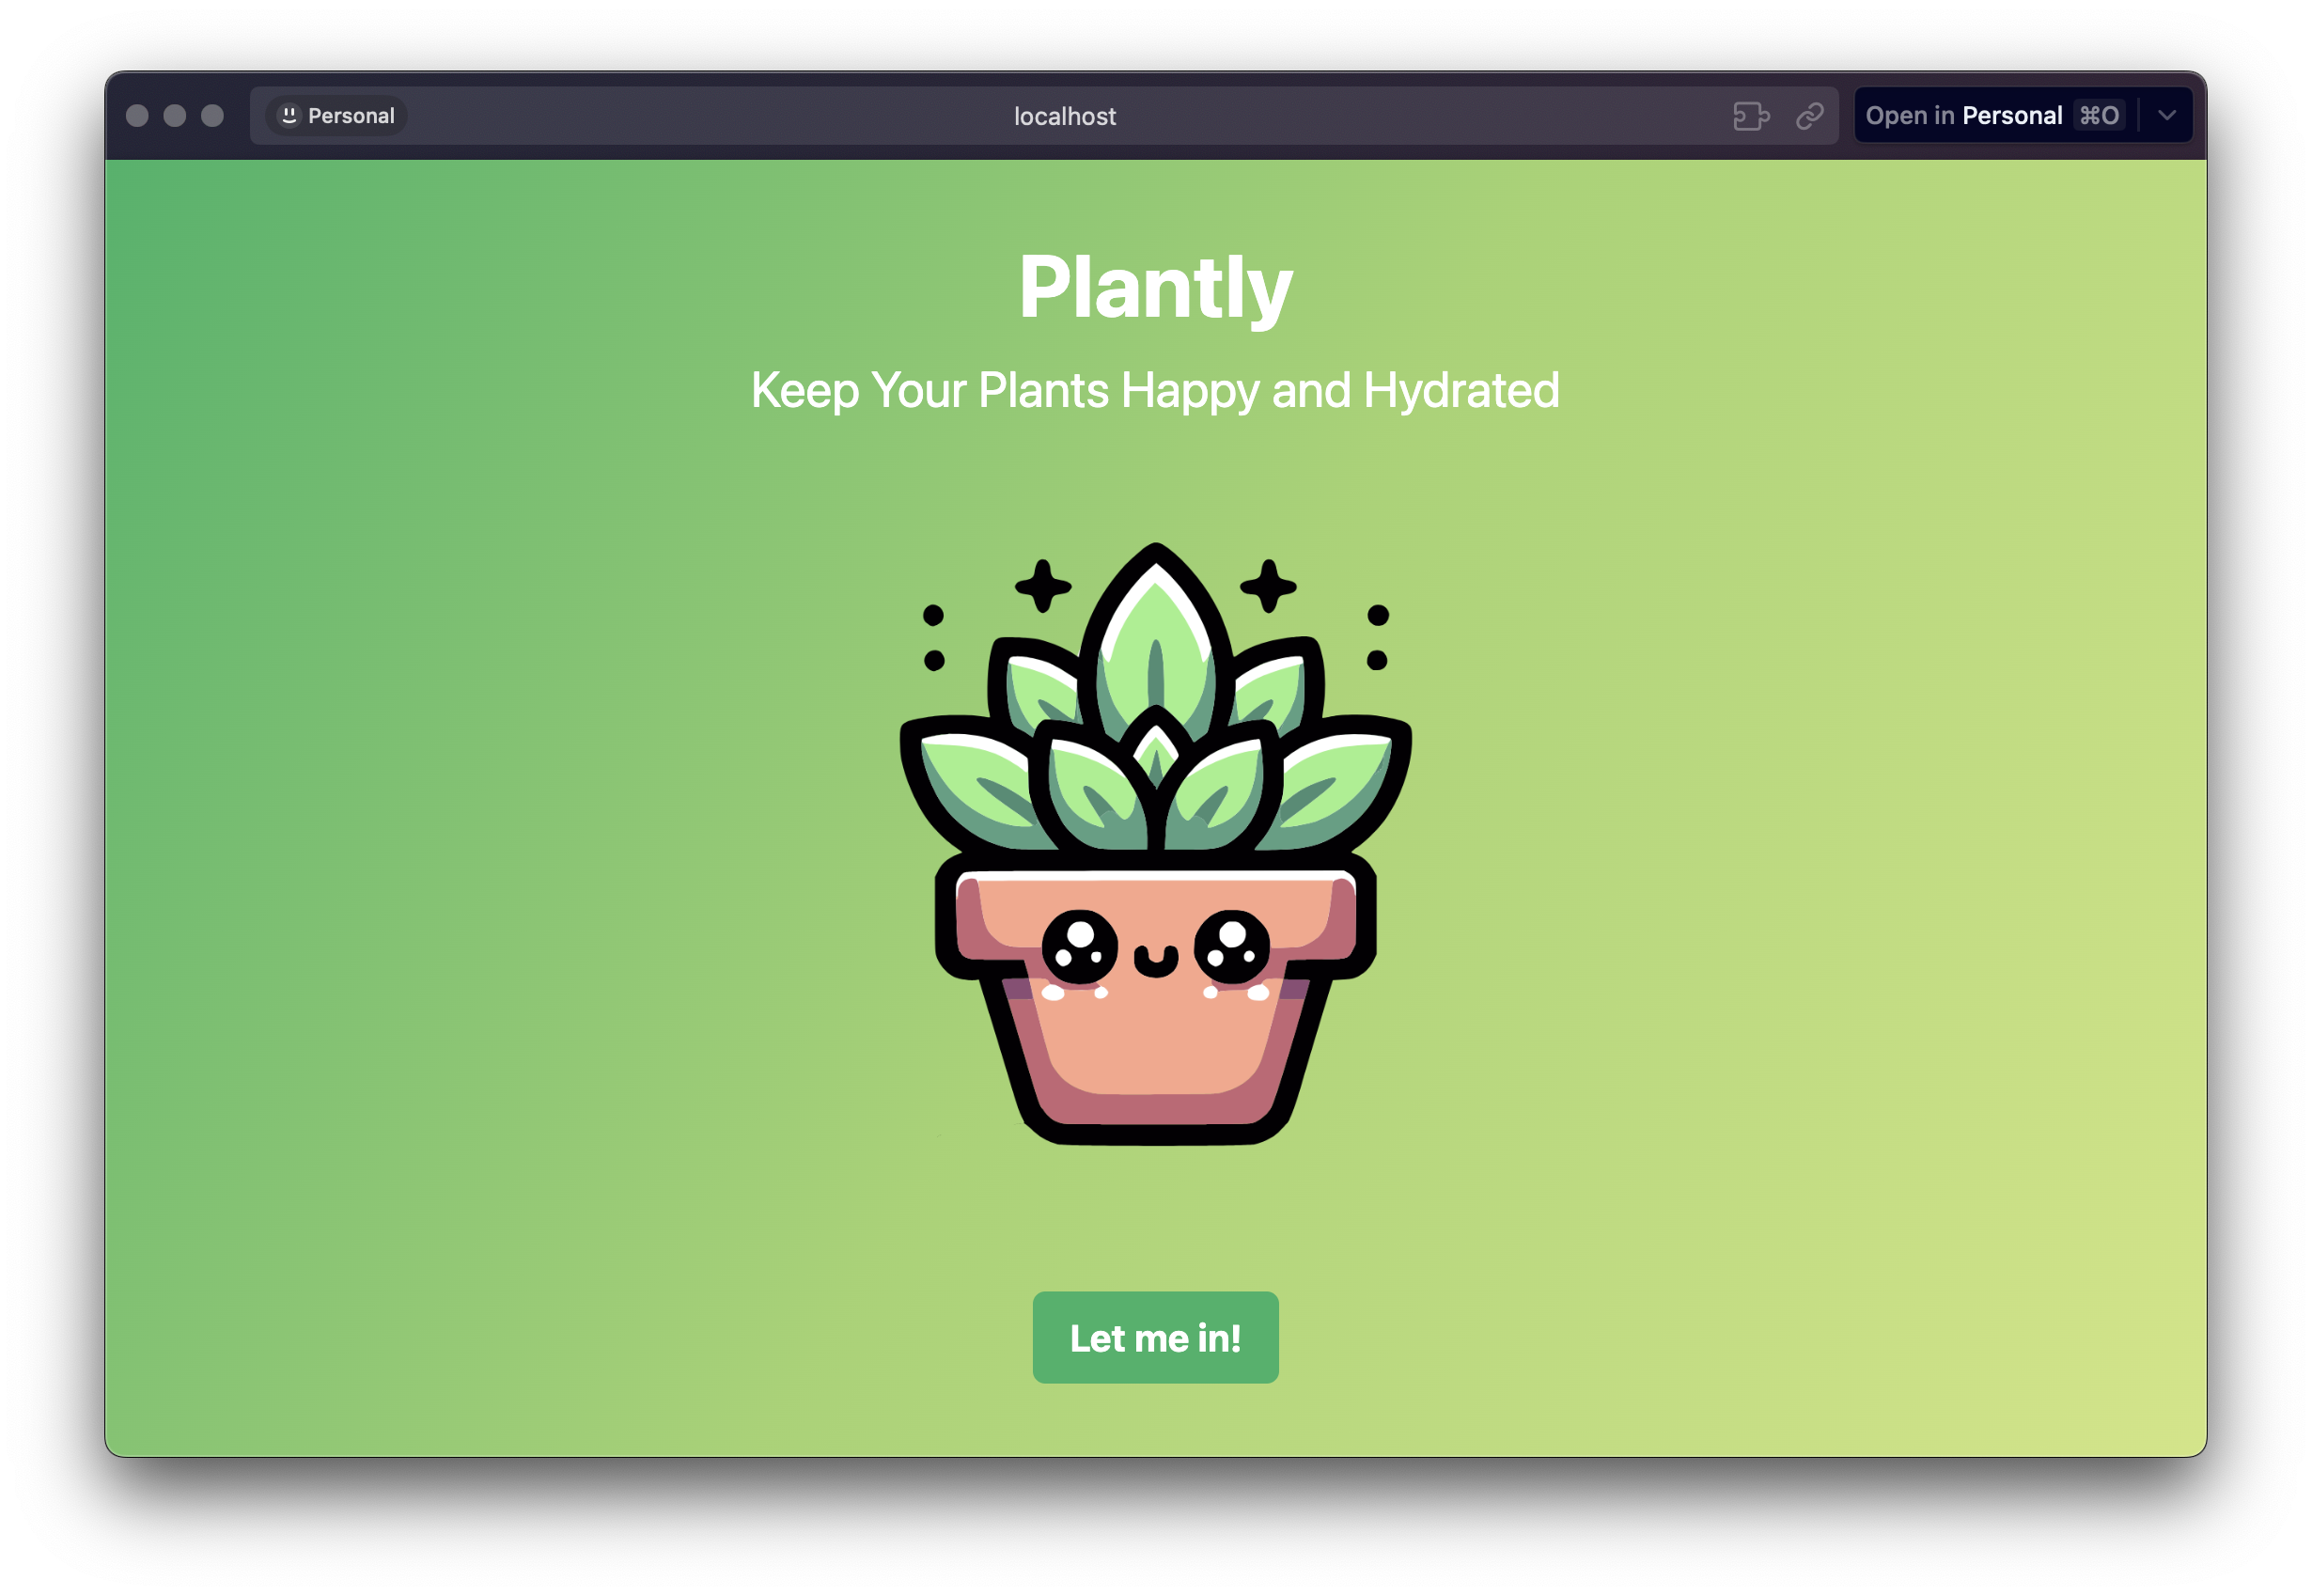 Personal
localhost
Open in Personal ⌘O
Plantly
Keep Your Plants Happy and Hydrated
Let me in!